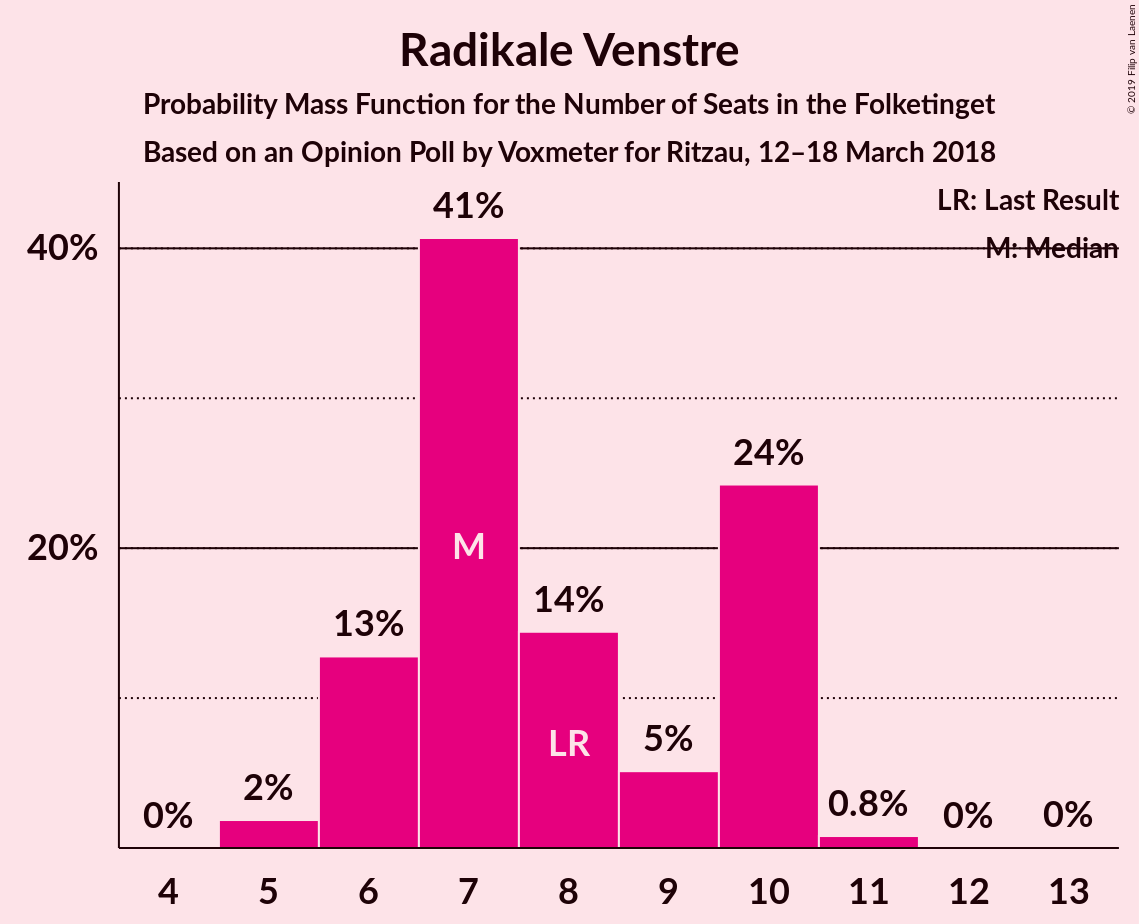 Radikale Venstre
Probability Mass Function for the Number of Seats in the Folketinget
Based on an Opinion Poll by Voxmeter for Ritzau, 12–18 March 2018
© 2019 Filip van Laenen
LR: Last Result
M: Median
40%
20%
0%
2%
13%
41%
14%
5%
24%
0.8%
0%
0%
M
LR
4 5 6 7 8 9 10 11 12 13